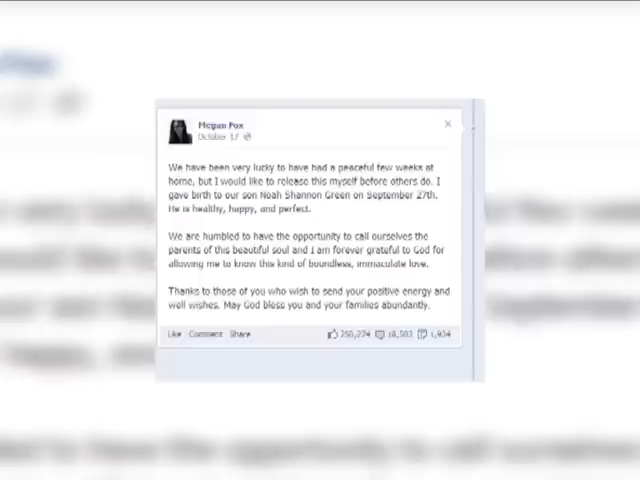 Megan Fox
October 17
We have been very lucky to have had a peaceful few weeks at
home, but I would like to release this myself before others do. I
gave birth to our son Noah Shannon Green on September 27th.
He is healthy, happy, and perfect.
We are humbled to have the opportunity to call ourselves the
parents of this beautiful soul and I am forever grateful to God for
allowing me to know this kind of boundless, immaculate love.
Thanks to those of you who wish to send your positive energy and
well wishes. May God bless you and your families abundantly.
Like Comment Share